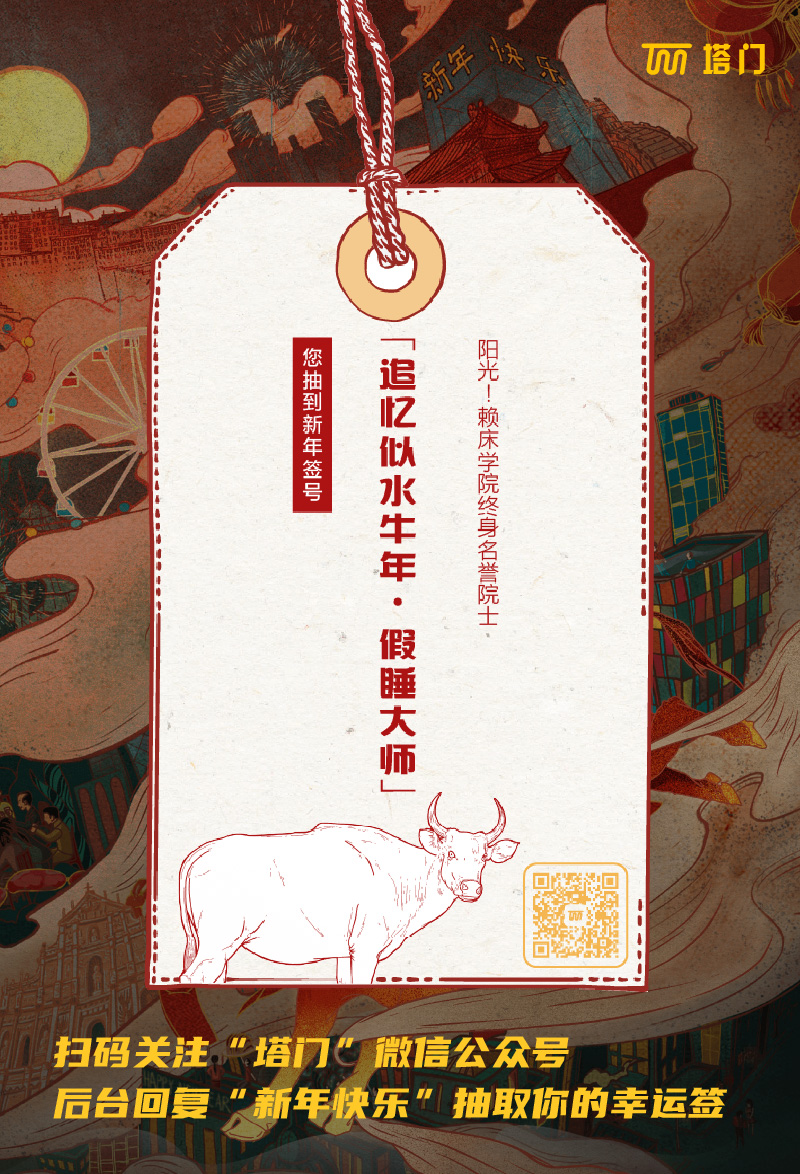 新年 快乐
塔门
您抽到新年签号
「追忆似水牛年·假睡大师」
阳光!赖床学院终身名誉院士
扫码关注“塔门”微信公众号
后台回复“新年快乐”抽取你的幸运签